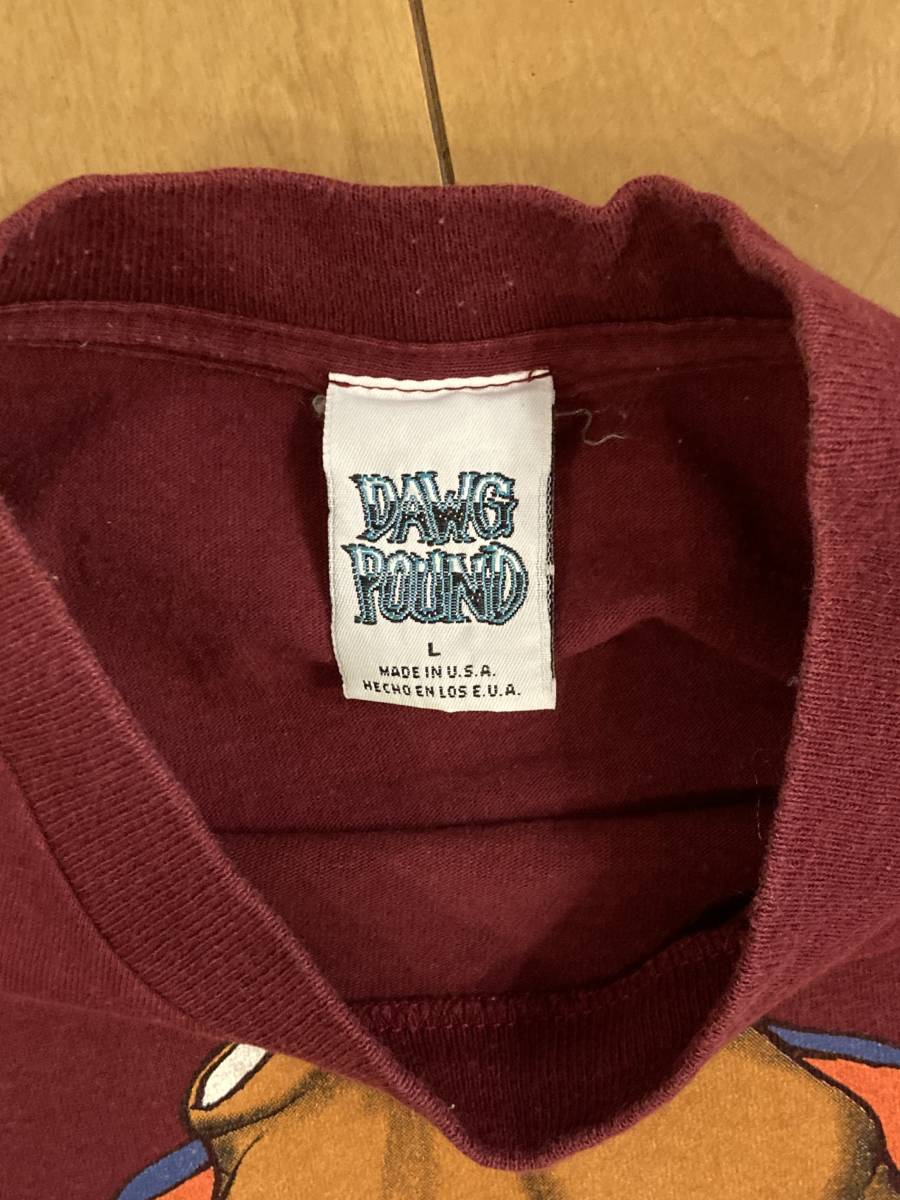 DAWG
POUND
L
MADE IN U.S.A.
HECHO EN LOS E.U.A.